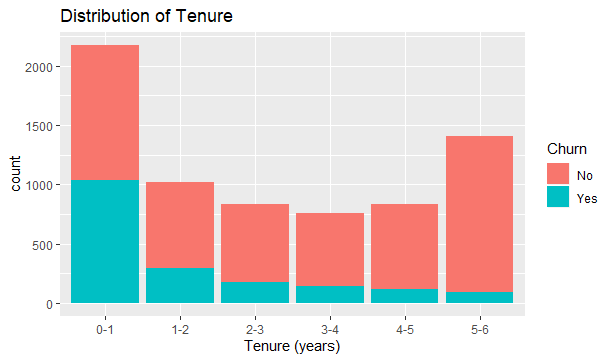 Distribution of Tenure
2000
1500
1000
500
0
count
0-1 1-2 2-3 3-4 4-5 5-6
Tenure (years)
Churn
No
Yes